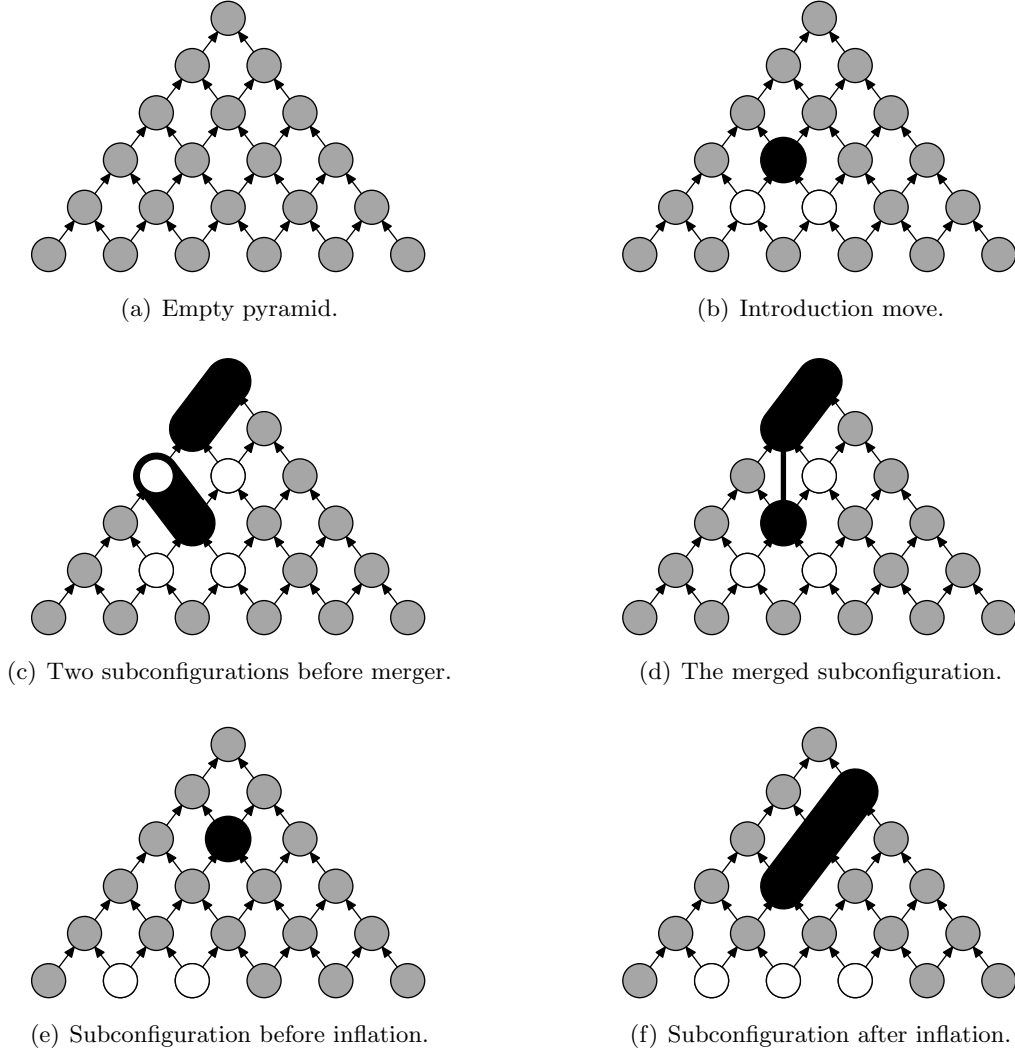 (a) Empty pyramid.
(b) Introduction move.
(c) Two subconfigurations before merger.
(d) The merged subconfiguration.
(e) Subconfiguration before inflation.
(f) Subconfiguration after inflation.